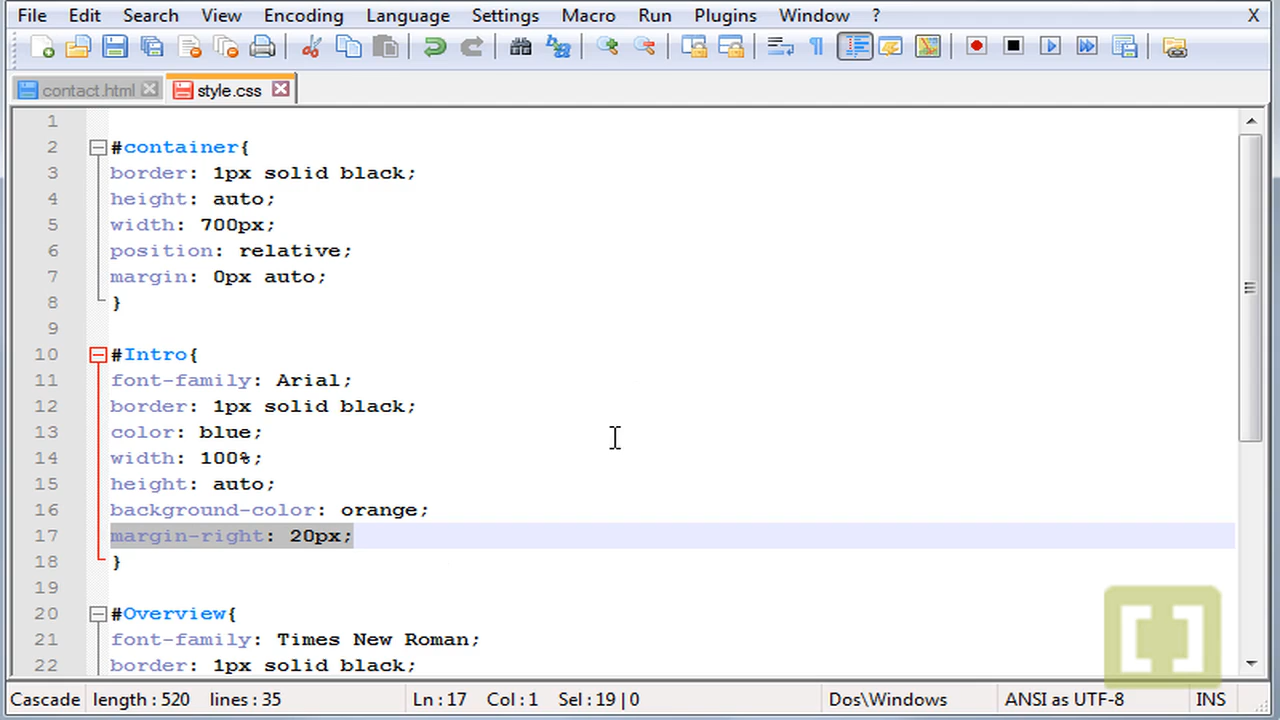 File Edit Search View Encoding Language Settings Macro Run Plugins Window ? X
contact.html style.css
1
2 #container{
3 border: 1px solid black;
4 height: auto;
5 width: 700px;
6 position: relative;
7 margin: 0px auto;
8 }
9
10 #Intro{
11 font-family: Arial;
12 border: 1px solid black;
13 color: blue;
14 width: 100%;
15 height: auto;
16 background-color: orange;
17 margin-right: 20px;
18 }
19
20 #Overview{
21 font-family: Times New Roman;
22 border: 1px solid black;
Cascade length : 520 lines : 35 Ln : 17 Col : 1 Sel : 19 | 0 Dos\Windows ANSI as UTF-8 INS